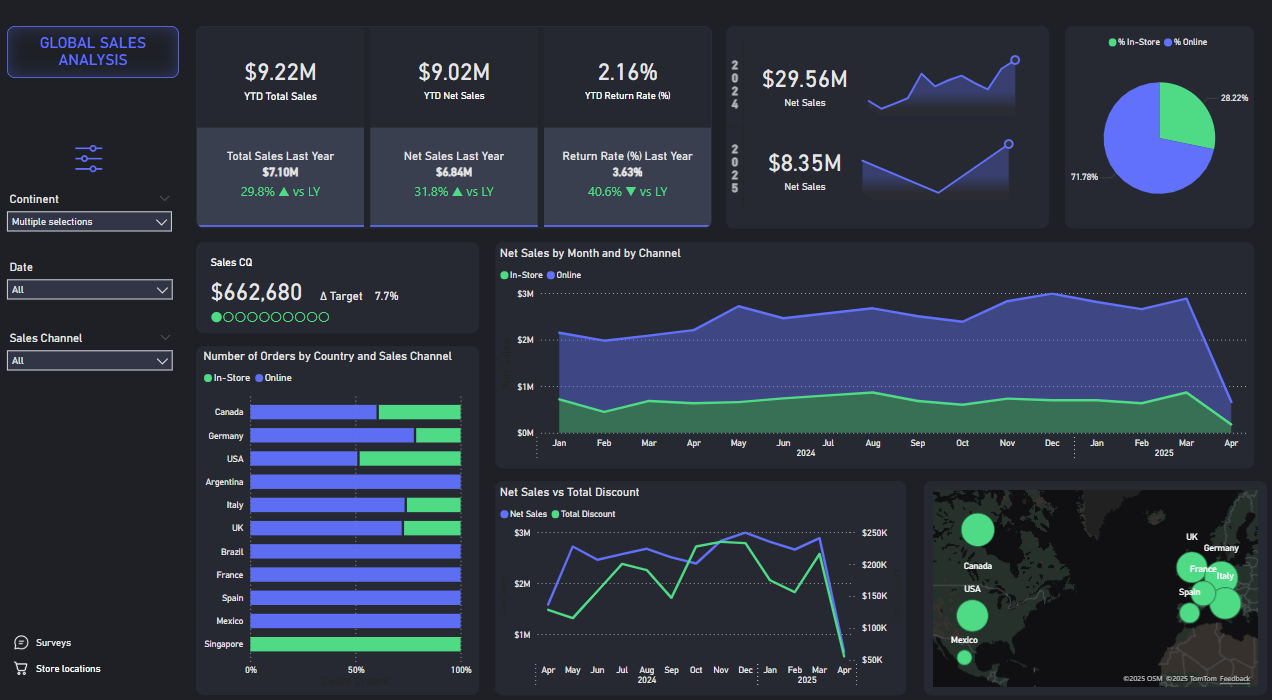 GLOBAL SALES
ANALYSIS
Continent
Multiple selections
Date
All
Sales Channel
All
Surveys
Store locations
$9.22M
YTD Total Sales
$9.02M
YTD Net Sales
2.16%
YTD Return Rate (%)
Total Sales Last Year
$7.10M
29.8% ▲ vs LY
Net Sales Last Year
$6.84M
31.8% ▲ vs LY
Return Rate (%) Last Year
3.63%
40.6% ▼ vs LY
2024
$29.56M
Net Sales
2025
$8.35M
Net Sales
% In-Store % Online
28.22%
71.78%
Sales CQ
$662,680 Δ Target 7.7%
Number of Orders by Country and Sales Channel
In-Store Online
Canada
Germany
USA
Argentina
Italy
UK
Brazil
France
Spain
Mexico
Singapore
0% 50% 100%
Net Sales by Month and by Channel
In-Store Online
$3M
$2M
$1M
$0M
Jan Feb Mar Apr May Jun Jul Aug Sep Oct Nov Dec Jan Feb Mar Apr
2024 2025
Net Sales vs Total Discount
Net Sales Total Discount
$3M
$2M
$1M
$250K
$200K
$150K
$100K
$50K
Apr May Jun Jul Aug Sep Oct Nov Dec Jan Feb Mar Apr
2024 2025
UK
Germany
Canada
France
Italy
USA
Spain
Mexico
©2025 OSM ©2025 TomTom Feedback